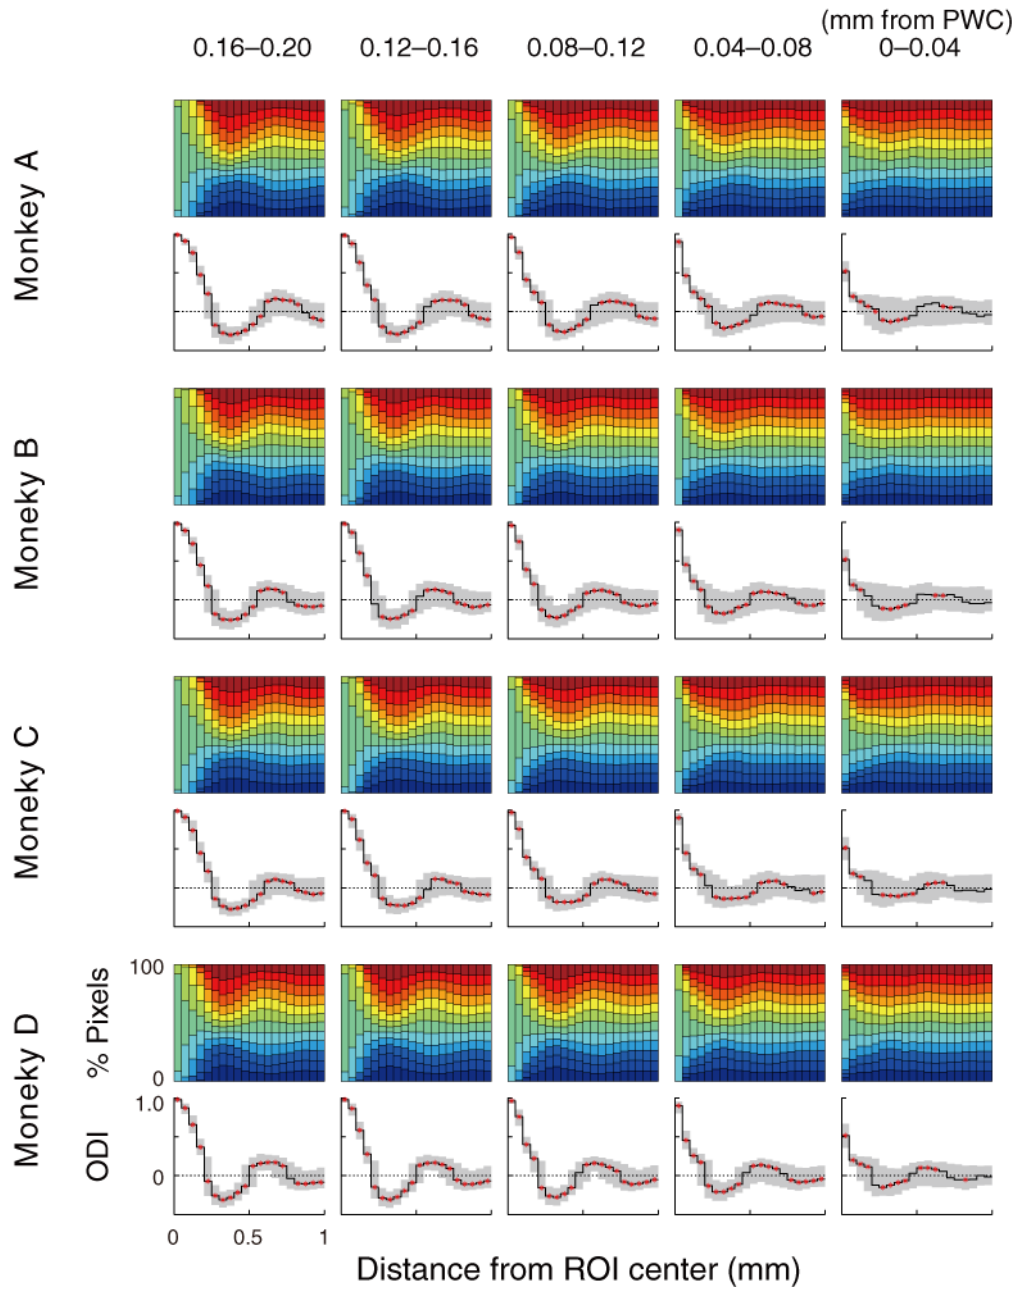 (mm from PWC)
0.16–0.20 0.12–0.16 0.08–0.12 0.04–0.08 0–0.04
Monkey A
Moneky B
Moneky C
Moneky D
100
% Pixels
0
1.0
ODI
0
0 0.5 1
Distance from ROI center (mm)